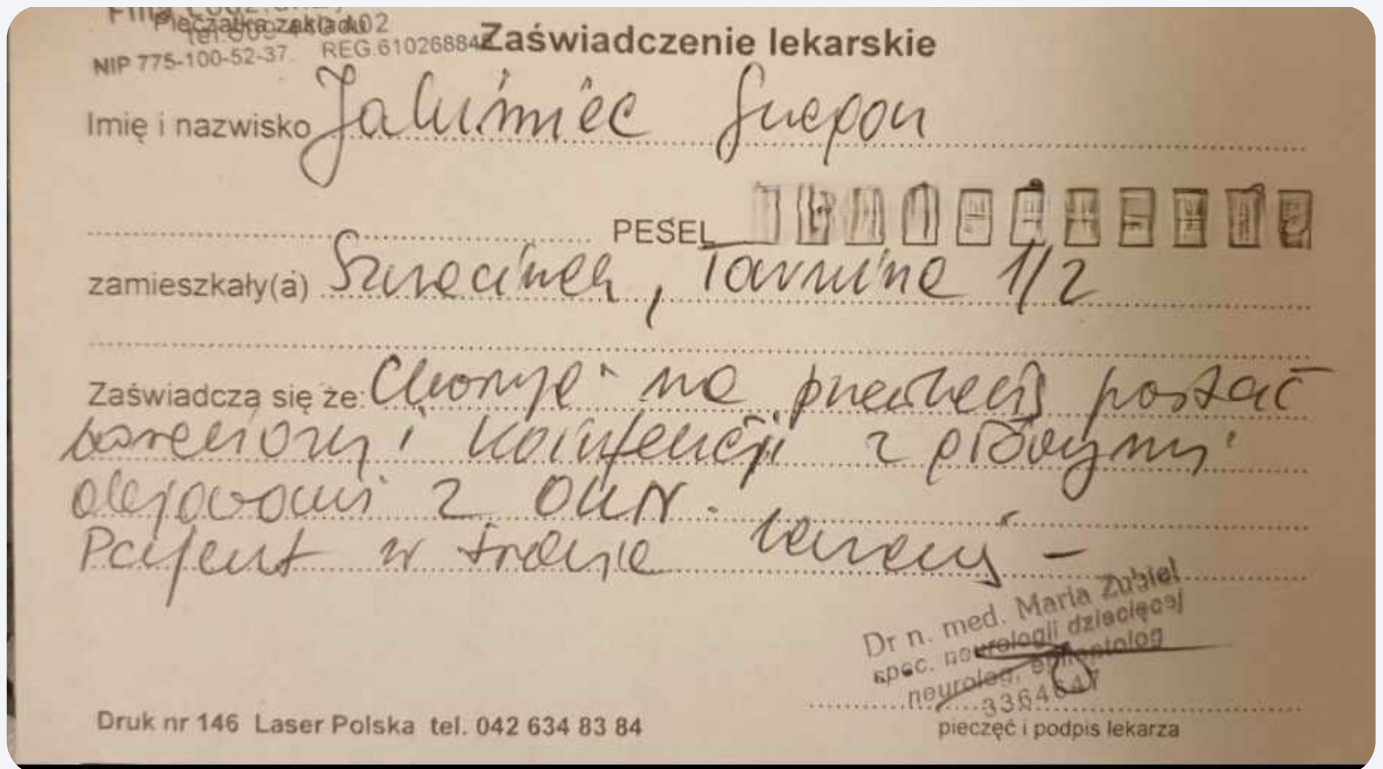 Pieczątka zakładu
NIP 775-100-52-37 REG.610268842 Zaświadczenie lekarskie
Imię i nazwisko
PESEL
zamieszkały(a) Szczecinek, 1/2
Zaświadcza się że: Choruje na przewlekłą postać
boreliozy i koinfekcji z
objawami z OUN.
Pacjent w trakcie leczenia
Dr n. med. Maria Zubiel
spec. neurologii dziecięcej
neurolog, epileptolog
Druk nr 146 Laser Polska tel. 042 634 83 84
pieczęć i podpis lekarza